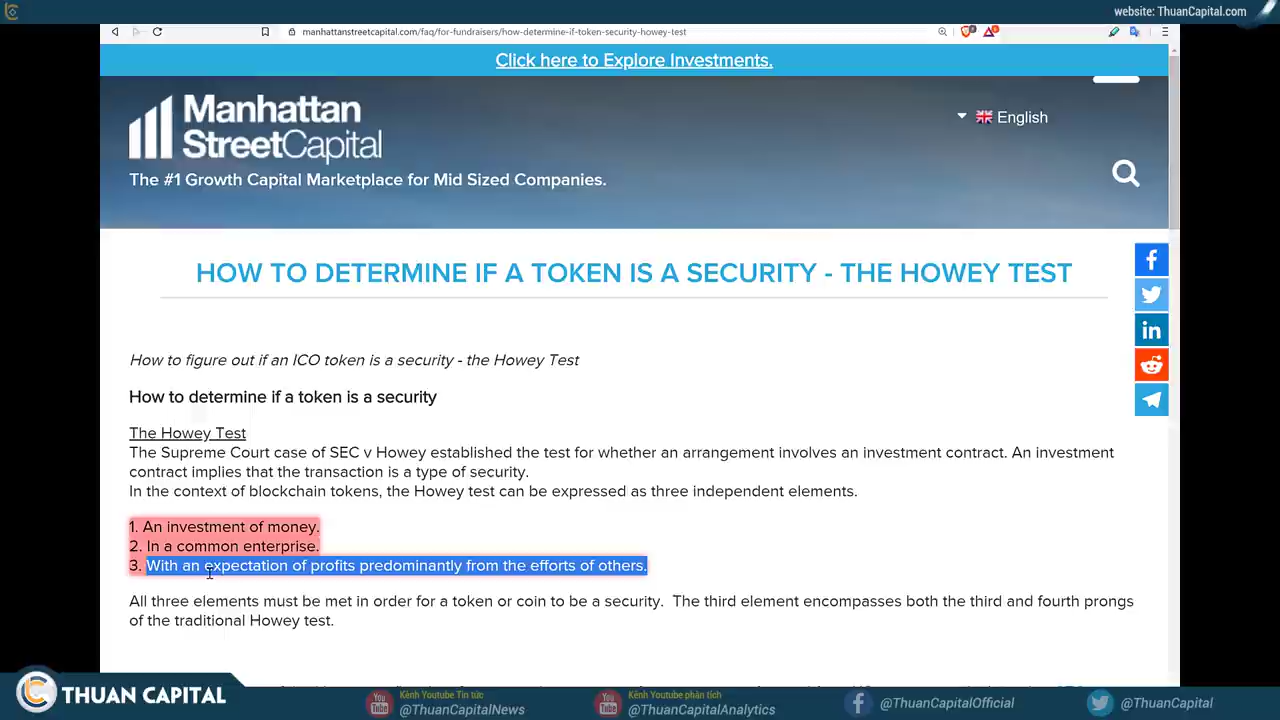 website: ThuanCapital.com
manhattanstreetcapital.com/faq/for-fundraisers/how-determine-if-token-security-howey-test
Click here to Explore Investments.
Manhattan
StreetCapital
English
The #1 Growth Capital Marketplace for Mid Sized Companies.
HOW TO DETERMINE IF A TOKEN IS A SECURITY - THE HOWEY TEST
How to figure out if an ICO token is a security - the Howey Test
How to determine if a token is a security
The Howey Test
The Supreme Court case of SEC v Howey established the test for whether an arrangement involves an investment contract. An investment
contract implies that the transaction is a type of security.
In the context of blockchain tokens, the Howey test can be expressed as three independent elements.
1. An investment of money.
2. In a common enterprise.
3. With an expectation of profits predominantly from the efforts of others.
All three elements must be met in order for a token or coin to be a security. The third element encompasses both the third and fourth prongs
of the traditional Howey test.
THUAN CAPITAL
Kênh Youtube Tin tức
@ThuanCapitalNews
Kênh Youtube phân tích
@ThuanCapitalAnalytics
@ThuanCapitalOfficial
@ThuanCapital